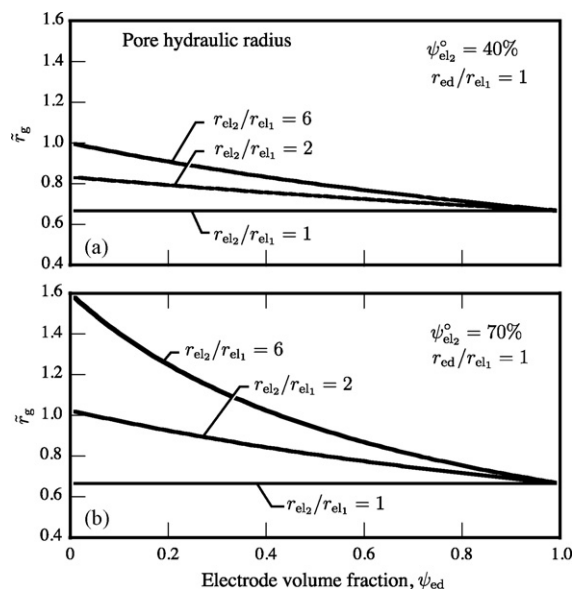 1.6
Pore hydraulic radius
ψ°el₂ = 40%
1.4
red/rel₁ = 1
1.2
r̃g
rel₂/rel₁ = 6
1.0
rel₂/rel₁ = 2
0.8
0.6
rel₂/rel₁ = 1
(a)
0.4
1.6
ψ°el₂ = 70%
1.4
rel₂/rel₁ = 6
red/rel₁ = 1
1.2
rel₂/rel₁ = 2
r̃g
1.0
0.8
0.6
(b)
rel₂/rel₁ = 1
0.4
0 0.2 0.4 0.6 0.8 1.0
Electrode volume fraction, ψed